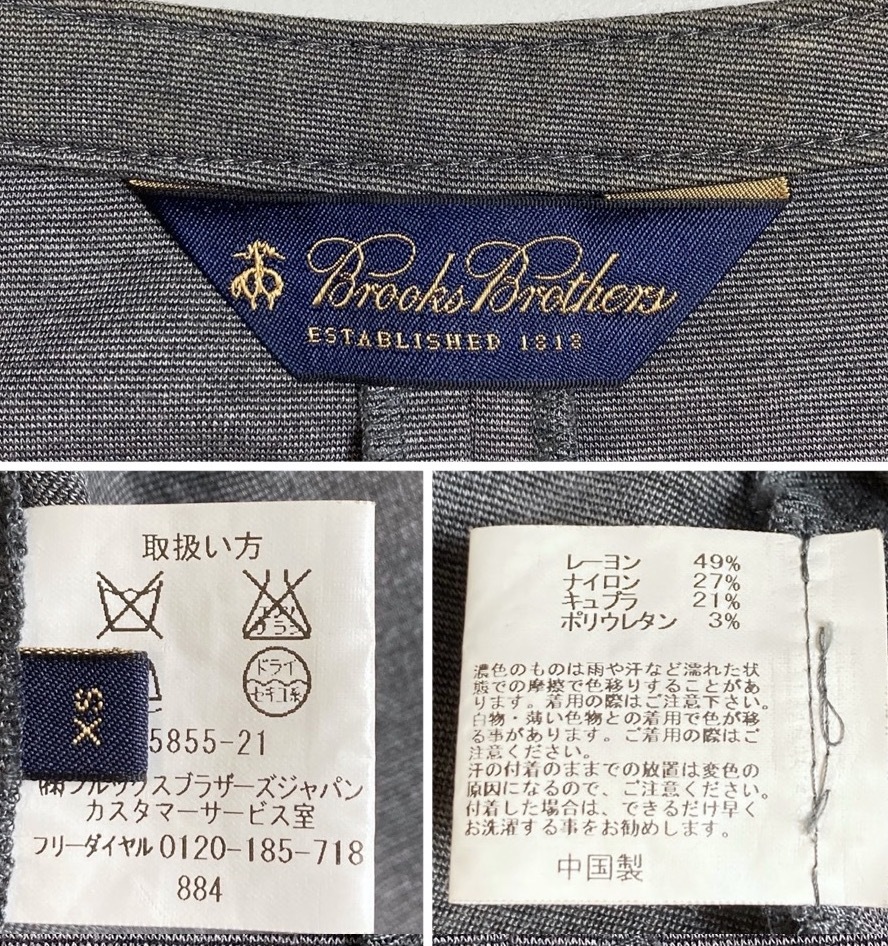 Brooks Brothers
ESTABLISHED 1818
取扱い方
エンソ
ドライ
セキユ系
XS
5855-21
ブルックスブラザーズジャパン
カスタマーサービス室
フリーダイヤル 0120-185-718
884
レーヨン 49%
ナイロン 27%
キュプラ 21%
ポリウレタン 3%
濃色のものは雨や汗など濡れた状
態での摩擦で色移りすることがあ
ります。着用の際はご注意下さい。
白物・薄い色物との着用で色が移
る事があります。ご着用の際はご
注意ください。
汗の付着のままでの放置は変色の
原因になるので、ご注意ください。
付着した場合は、できるだけ早く
お洗濯する事をお勧めします。
中国製